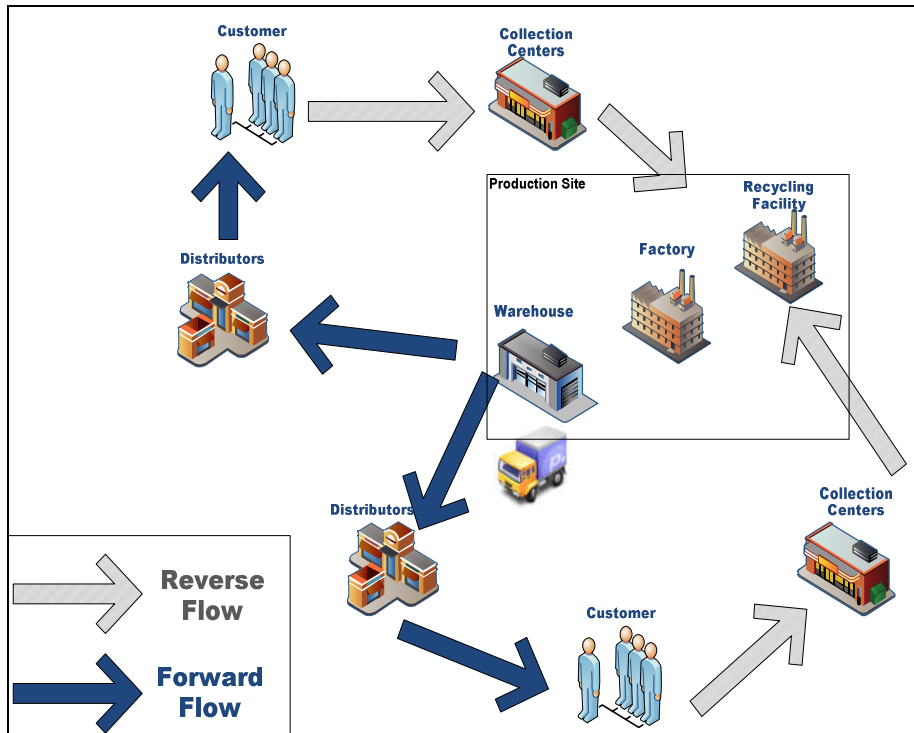 Customer
Collection
Centers
Production Site
Recycling
Facility
Factory
Distributors
Warehouse
P.
Distributors
Collection
Centers
Customer
Reverse
Flow
Forward
Flow